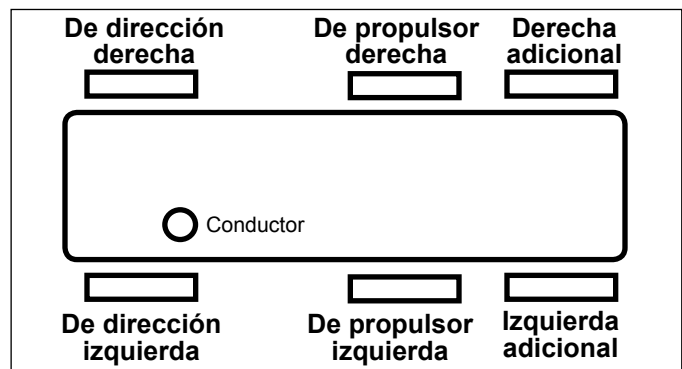 De dirección
derecha
De propulsor
derecha
Derecha
adicional
Conductor
De dirección
izquierda
De propulsor
izquierda
Izquierda
adicional